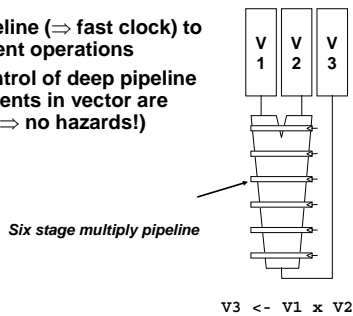 eline (⇒ fast clock) to
ent operations
ntrol of deep pipeline
ents in vector are
⇒ no hazards!)
V 1
V 2
V 3
Six stage multiply pipeline
V3 <- V1 x V2